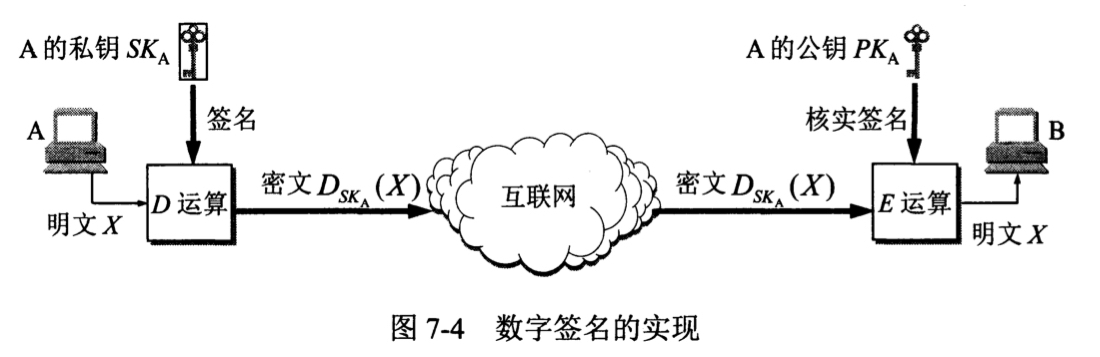 A 的私钥 SK_A
A 的公钥 PK_A
签名
核实签名
A
B
D 运算
密文 D_{SK_A}(X)
互联网
密文 D_{SK_A}(X)
E 运算
明文 X
明文 X
图 7-4 数字签名的实现